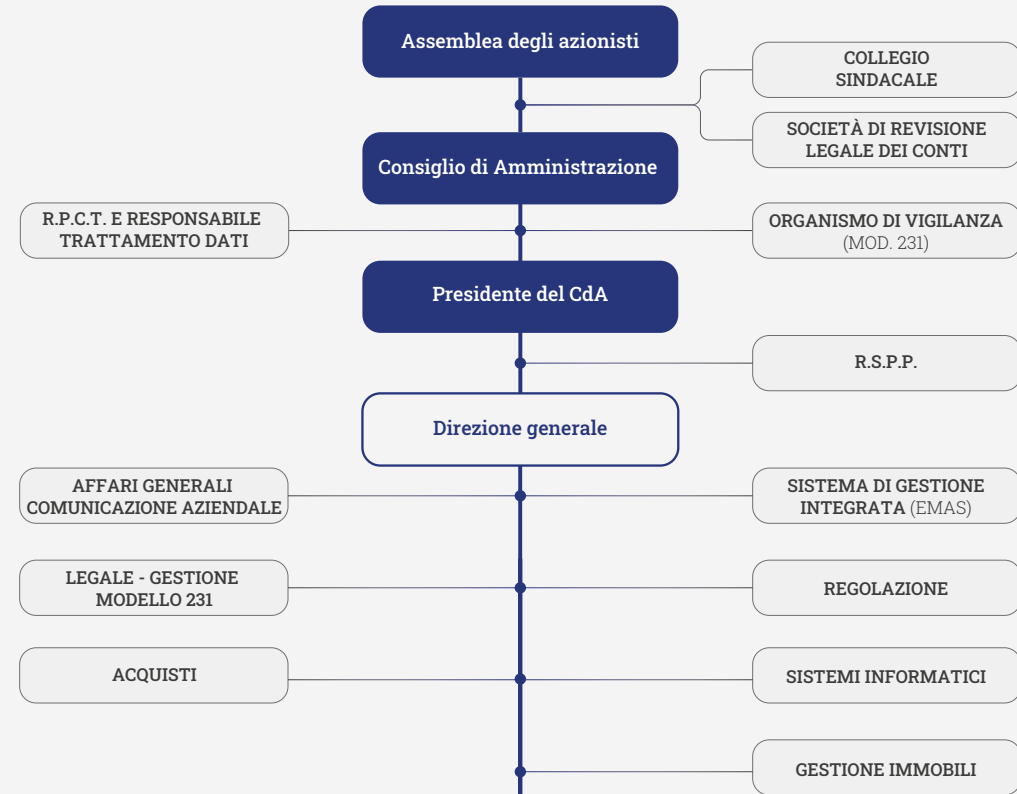 Assemblea degli azionisti
COLLEGIO
SINDACALE
SOCIETÀ DI REVISIONE
LEGALE DEI CONTI
Consiglio di Amministrazione
R.P.C.T. E RESPONSABILE
TRATTAMENTO DATI
ORGANISMO DI VIGILANZA
(MOD. 231)
Presidente del CdA
R.S.P.P.
Direzione generale
AFFARI GENERALI
COMUNICAZIONE AZIENDALE
SISTEMA DI GESTIONE
INTEGRATA (EMAS)
LEGALE - GESTIONE
MODELLO 231
REGOLAZIONE
ACQUISTI
SISTEMI INFORMATICI
GESTIONE IMMOBILI